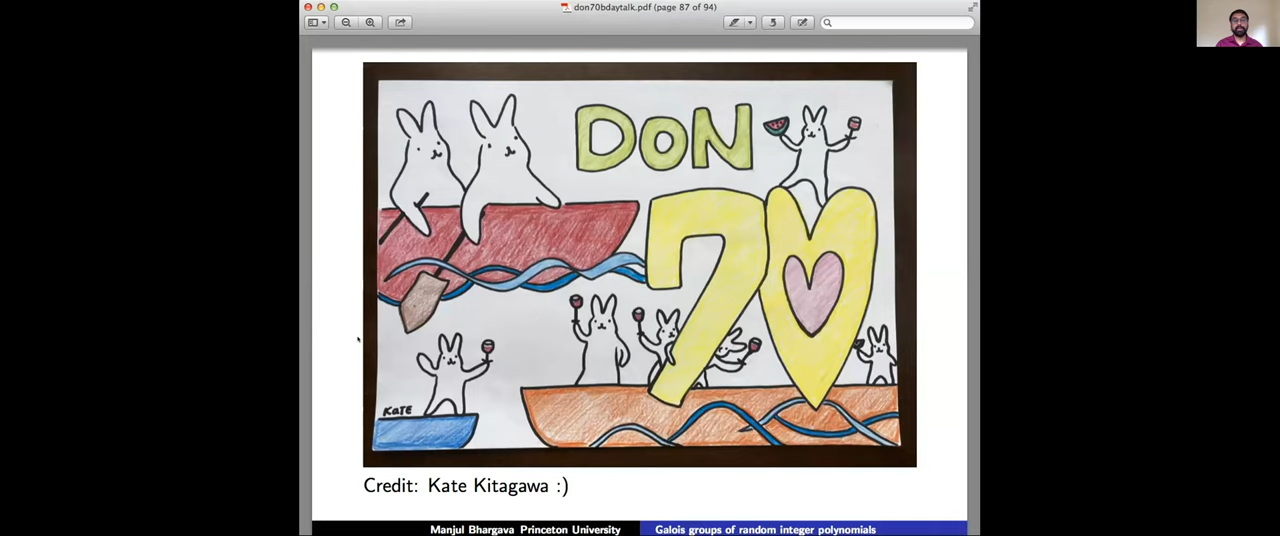 don70bdaytalk.pdf (page 87 of 94)
DON
70
KATE
Credit: Kate Kitagawa :)
Manjul Bhargava Princeton University Galois groups of random integer polynomials